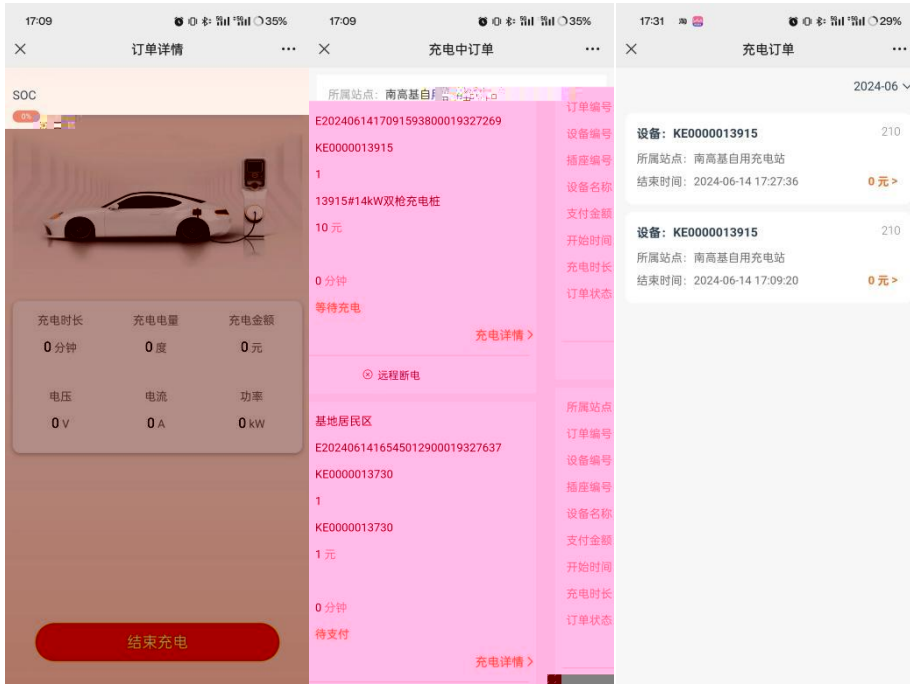 17:09
35%
订单详情
SOC
0%
充电时长
充电电量
充电金额
0 分钟
0 度
0 元
电压
电流
功率
0 V
0 A
0 kW
结束充电
17:09
35%
充电中订单
所属站点: 南高基自
订单编号
E2024061417091593800019327269
设备编号
KE0000013915
插座编号
1
设备名称
13915#14kW双枪充电桩
支付金额
10 元
开始时间
充电时长
0 分钟
订单状态
等待充电
充电详情 >
远程断电
所属站点
基地居民区
订单编号
E2024061416545012900019327637
设备编号
KE0000013730
插座编号
1
设备名称
KE0000013730
支付金额
1 元
开始时间
充电时长
0 分钟
订单状态
待支付
充电详情 >
17:31
29%
充电订单
2024-06
设备: KE0000013915
210
所属站点: 南高基自用充电站
结束时间: 2024-06-14 17:27:36
0 元 >
设备: KE0000013915
210
所属站点: 南高基自用充电站
结束时间: 2024-06-14 17:09:20
0 元 >